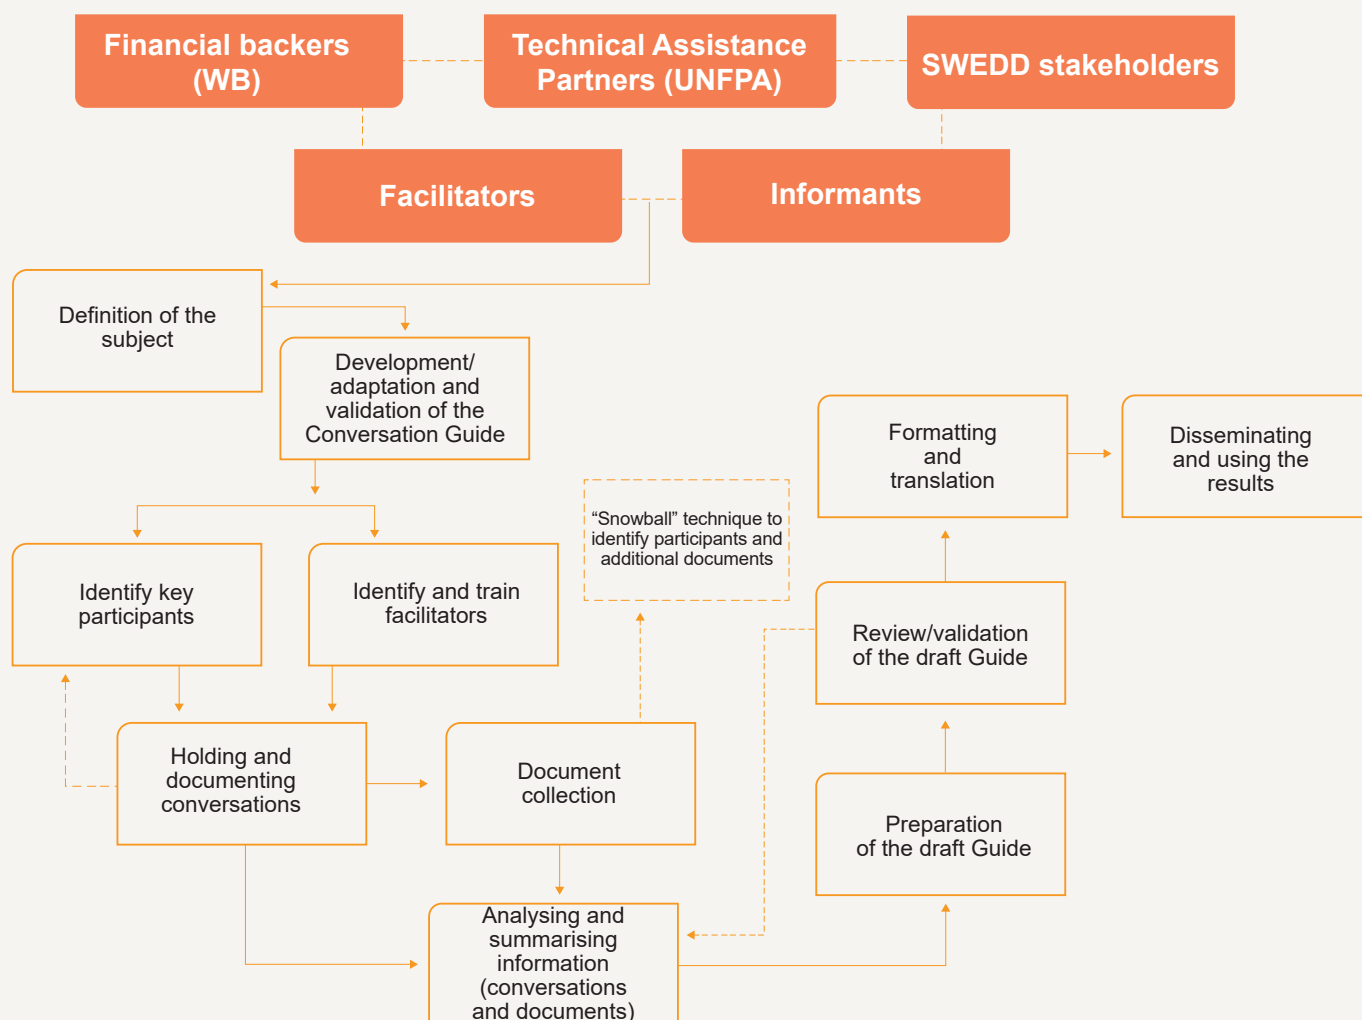 Financial backers
(WB)
Technical Assistance
Partners (UNFPA)
SWEDD stakeholders
Facilitators
Informants
Definition of the
subject
Development/
adaptation and
validation of the
Conversation Guide
Identify key
participants
Identify and train
facilitators
“Snowball” technique to
identify participants and
additional documents
Holding and
documenting
conversations
Document
collection
Analysing and
summarising
information
(conversations
and documents)
Preparation
of the draft Guide
Review/validation
of the draft Guide
Formatting
and
translation
Disseminating
and using the
results